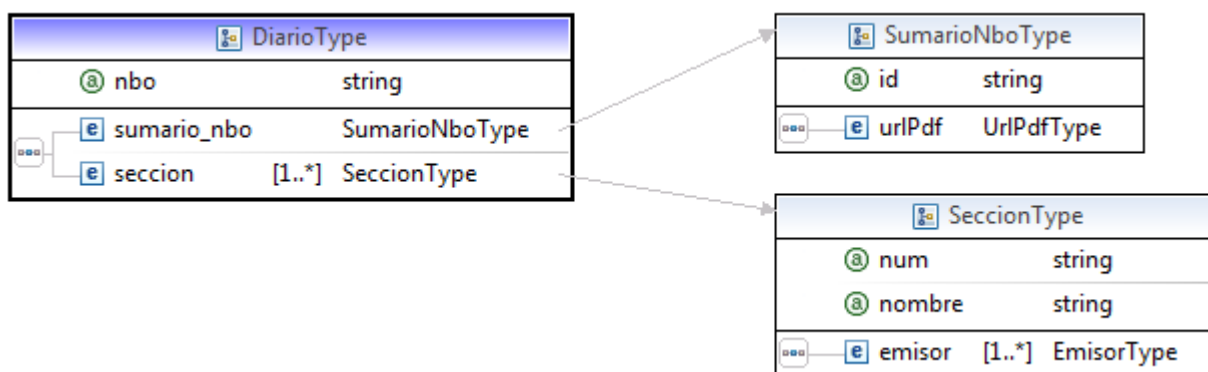 DiarioType
a nbo string
e sumario_nbo SumarioNboType
e seccion [1..*] SeccionType
SumarioNboType
a id string
e urlPdf UrlPdfType
SeccionType
a num string
a nombre string
e emisor [1..*] EmisorType